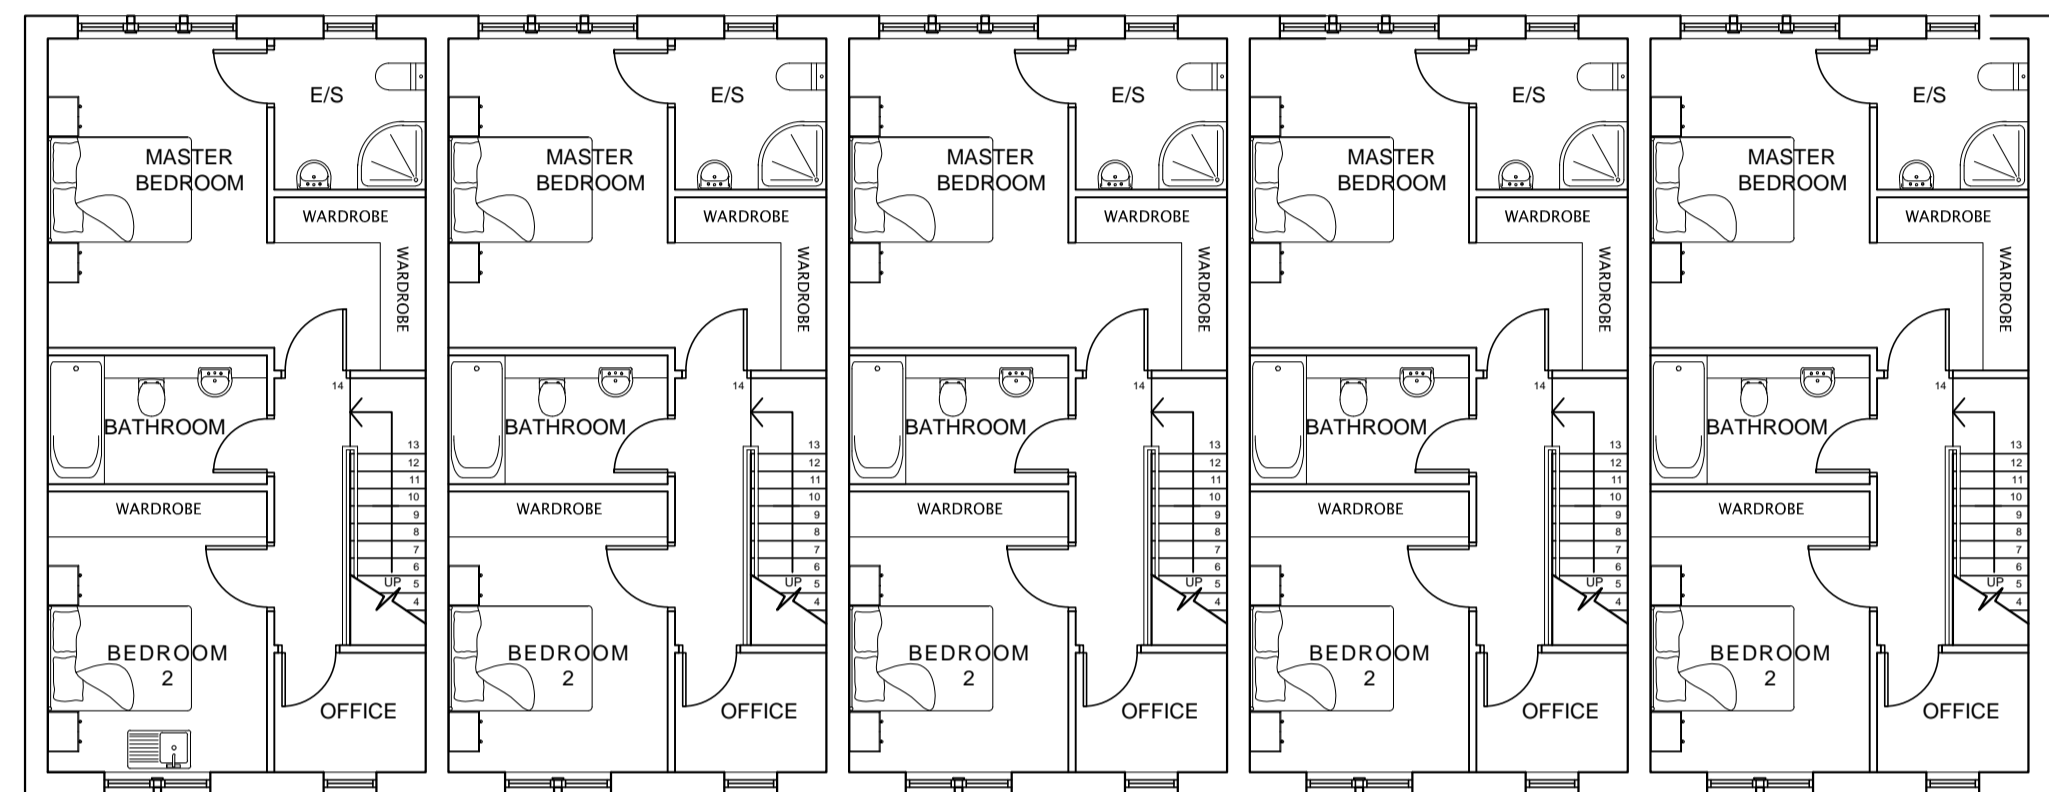 E/S
E/S
E/S
E/S
E/S
MASTER
BEDROOM
MASTER
BEDROOM
MASTER
BEDROOM
MASTER
BEDROOM
MASTER
BEDROOM
WARDROBE
WARDROBE
WARDROBE
WARDROBE
WARDROBE
WARDROBE
WARDROBE
WARDROBE
WARDROBE
WARDROBE
14
14
14
14
14
BATHROOM
BATHROOM
BATHROOM
BATHROOM
BATHROOM
13
12
11
10
9
8
7
6
5
4
UP
13
12
11
10
9
8
7
6
5
4
UP
13
12
11
10
9
8
7
6
5
4
UP
13
12
11
10
9
8
7
6
5
4
UP
13
12
11
10
9
8
7
6
5
4
UP
WARDROBE
WARDROBE
WARDROBE
WARDROBE
WARDROBE
BEDROOM
2
BEDROOM
2
BEDROOM
2
BEDROOM
2
BEDROOM
2
OFFICE
OFFICE
OFFICE
OFFICE
OFFICE